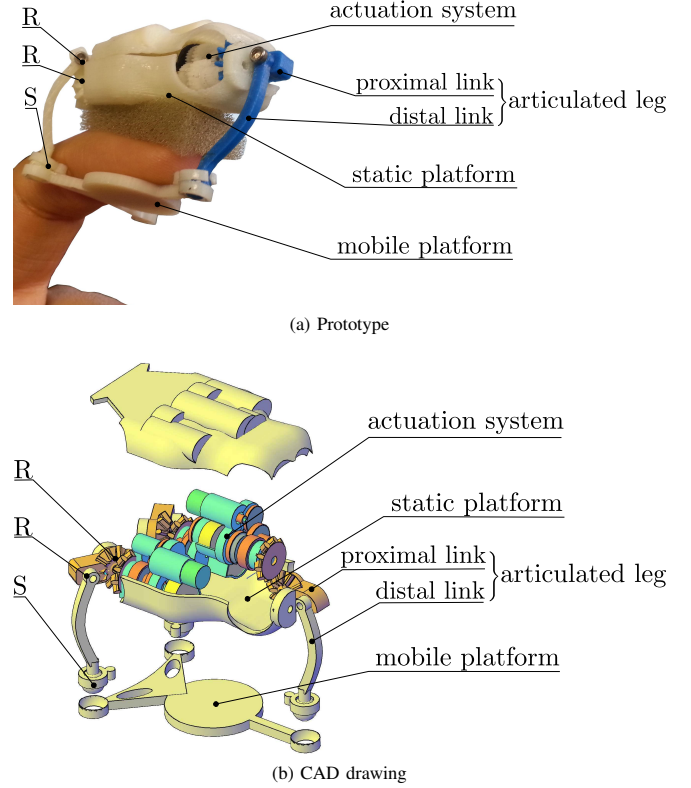 R
actuation system
R
proximal link
articulated leg
S
distal link
static platform
mobile platform
(a) Prototype
actuation system
R
static platform
R
proximal link
articulated leg
S
distal link
mobile platform
(b) CAD drawing